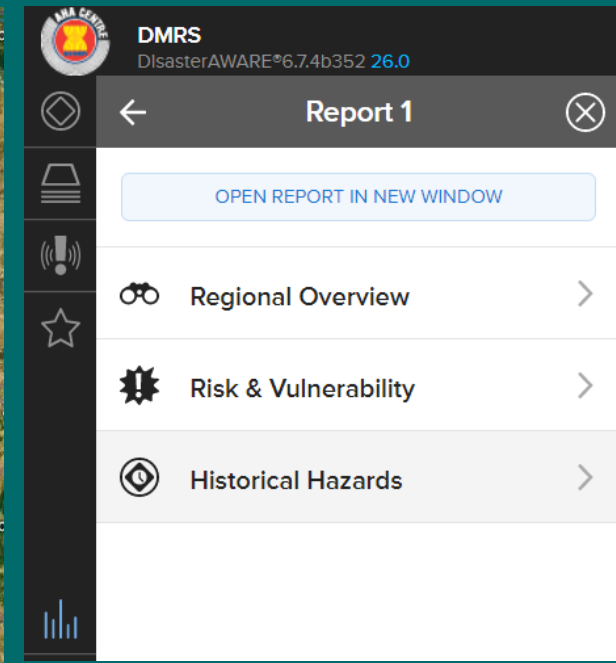 AHA CENTRE
DMRS
DIsasterAWARE®6.7.4b352 26.0
Report 1
OPEN REPORT IN NEW WINDOW
Regional Overview
Risk & Vulnerability
Historical Hazards